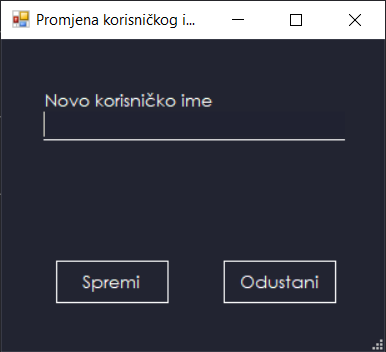 Promjena korisničkog i...
Novo korisničko ime
Spremi
Odustani